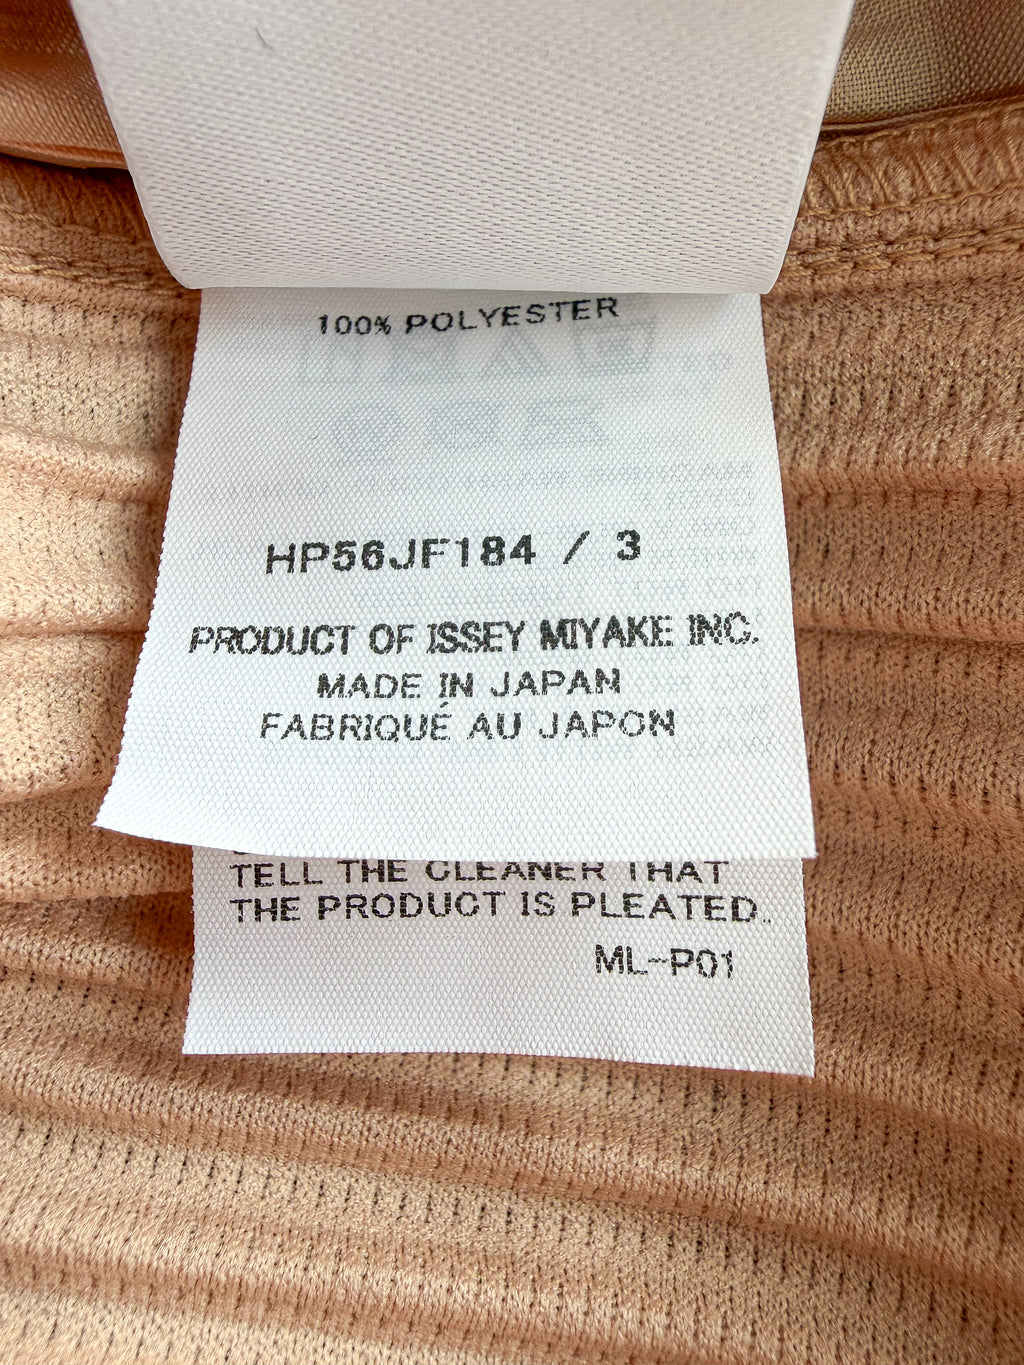 100% POLYESTER
HP56JF184 / 3
PRODUCT OF ISSEY MIYAKE INC.
MADE IN JAPAN
FABRIQUÉ AU JAPON
TELL THE CLEANER THAT
THE PRODUCT IS PLEATED.
ML-P01